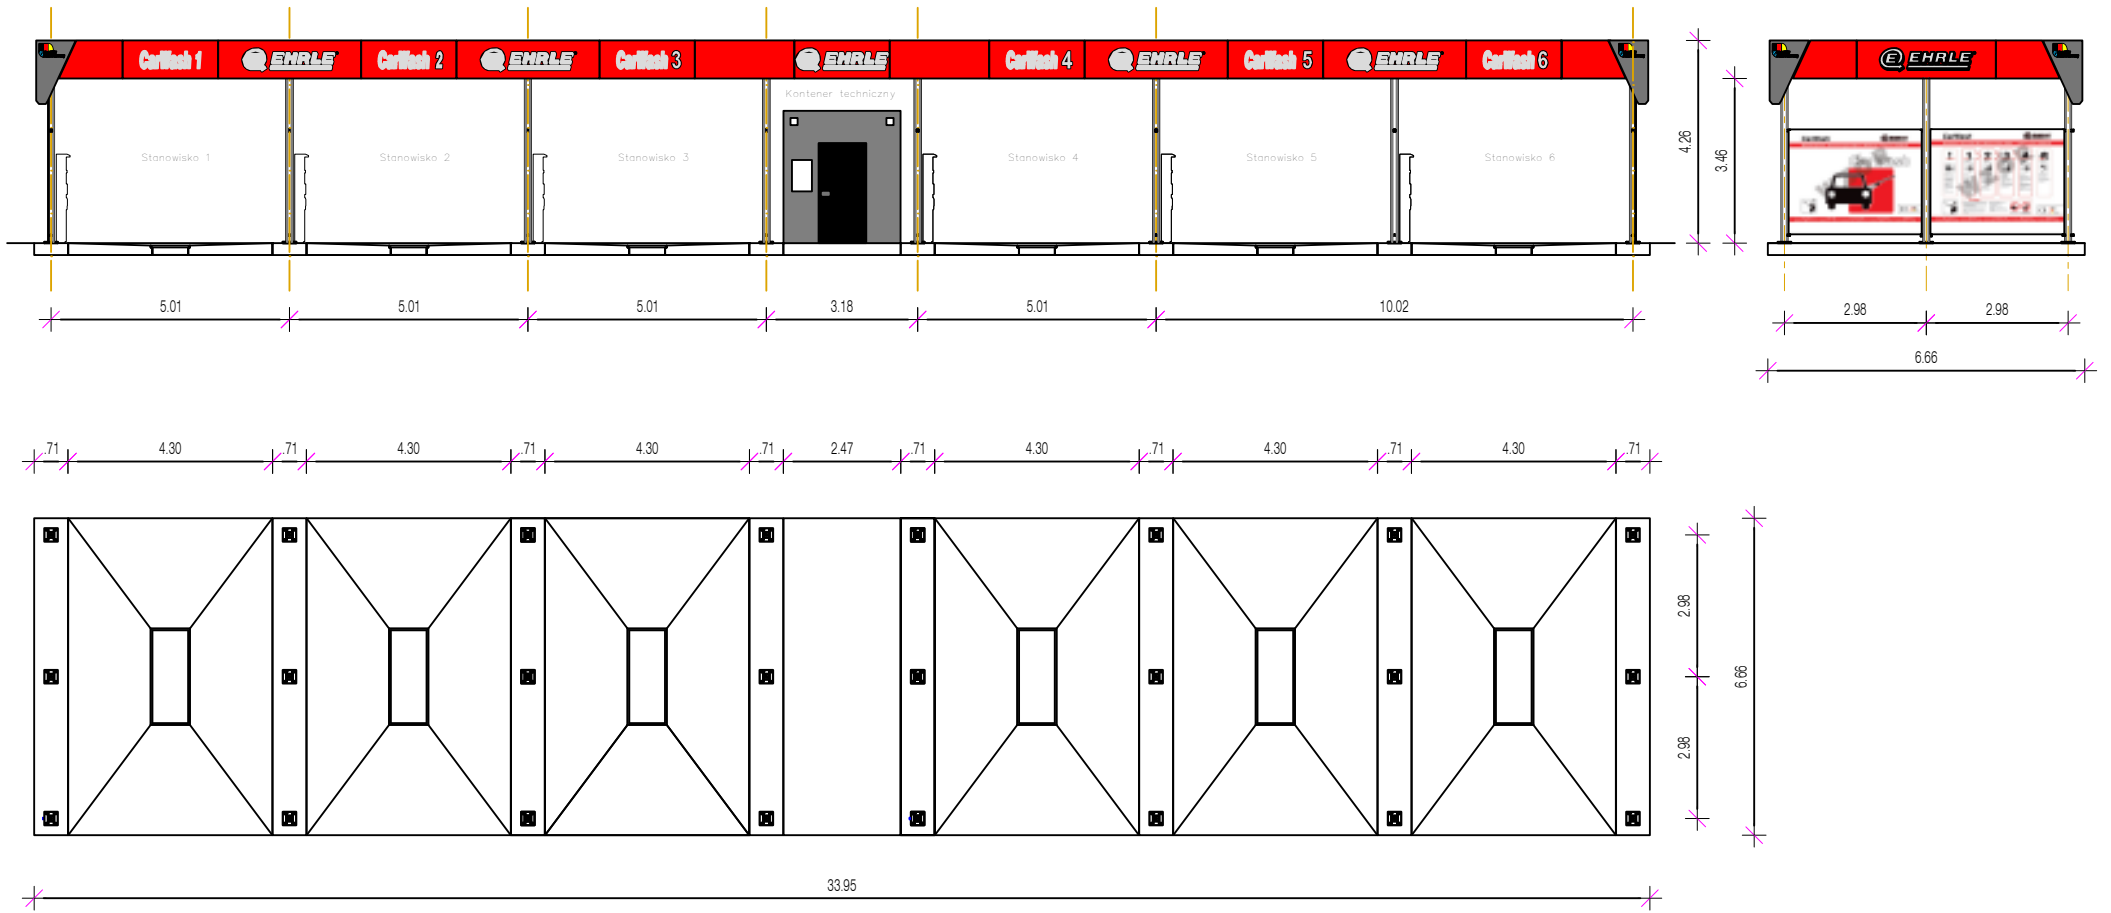 CarWash 1 EHRLE CarWash 2 EHRLE CarWash 3 EHRLE CarWash 4 EHRLE CarWash 5 EHRLE CarWash 6
EHRLE
Kontener techniczny
Stanowisko 1 Stanowisko 2 Stanowisko 3 Stanowisko 4 Stanowisko 5 Stanowisko 6
4.26
3.46
5.01 5.01 5.01 3.18 5.01 10.02
2.98 2.98
6.66
.71 4.30 .71 4.30 .71 4.30 .71 2.47 .71 4.30 .71 4.30 .71 4.30 .71
2.98
2.98
6.66
33.95